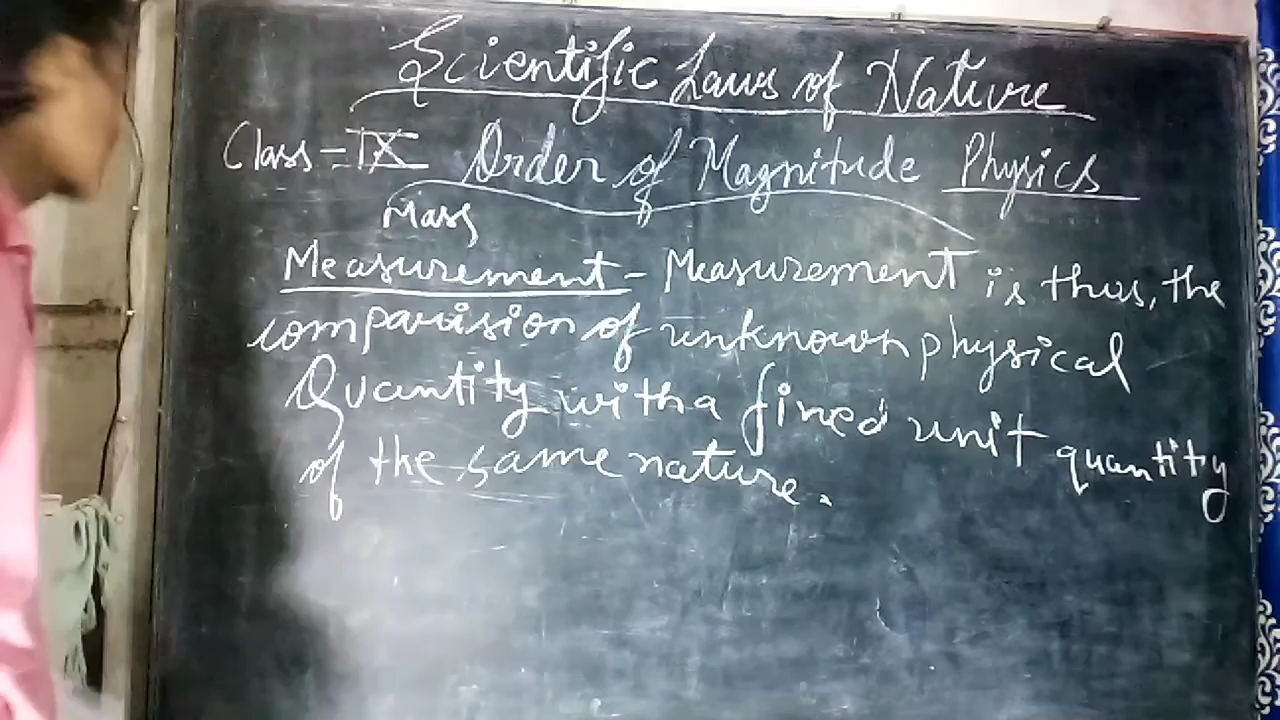 Scientific Laws of Nature
Class - IX Order of Magnitude Physics
Mass
Measurement - Measurement is thus, the
comparision of unknown physical
Quantity with a fined unit quantity
of the same nature.